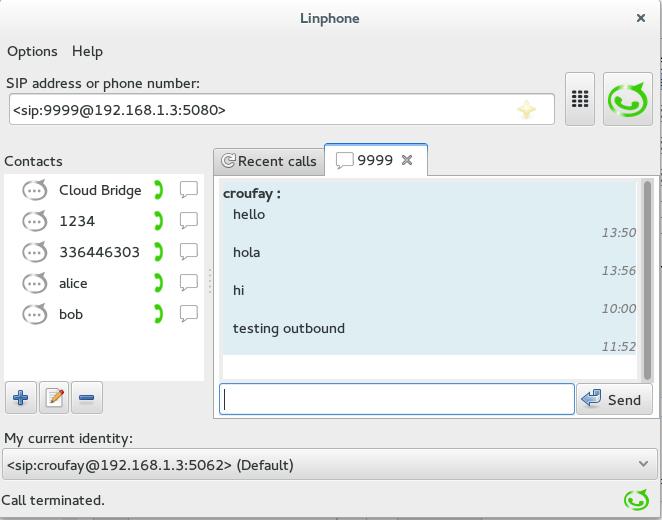 Linphone
Options Help
SIP address or phone number:
<sip:9999@192.168.1.3:5080>
Contacts
Recent calls
9999
Cloud Bridge
1234
336446303
alice
bob
croufay :
hello
13:50
hola
13:56
hi
10:00
testing outbound
11:52
Send
My current identity:
<sip:croufay@192.168.1.3:5062> (Default)
Call terminated.